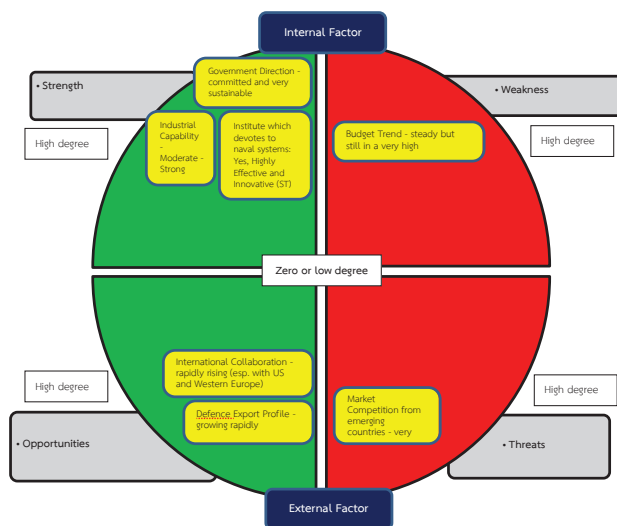 Internal Factor
• Strength
High degree
Government Direction -
committed and very
sustainable
Industrial
Capability
-
Moderate -
Strong
Institute which
devotes to
naval systems:
Yes, Highly
Effective and
Innovative (ST)
• Weakness
High degree
Budget Trend - steady but
still in a very high
Zero or low degree
High degree
• Opportunities
International Collaboration -
rapidly rising (esp. with US
and Western Europe)
Defence Export Profile -
growing rapidly
Market
Competition from
emerging
countries - very
High degree
• Threats
External Factor